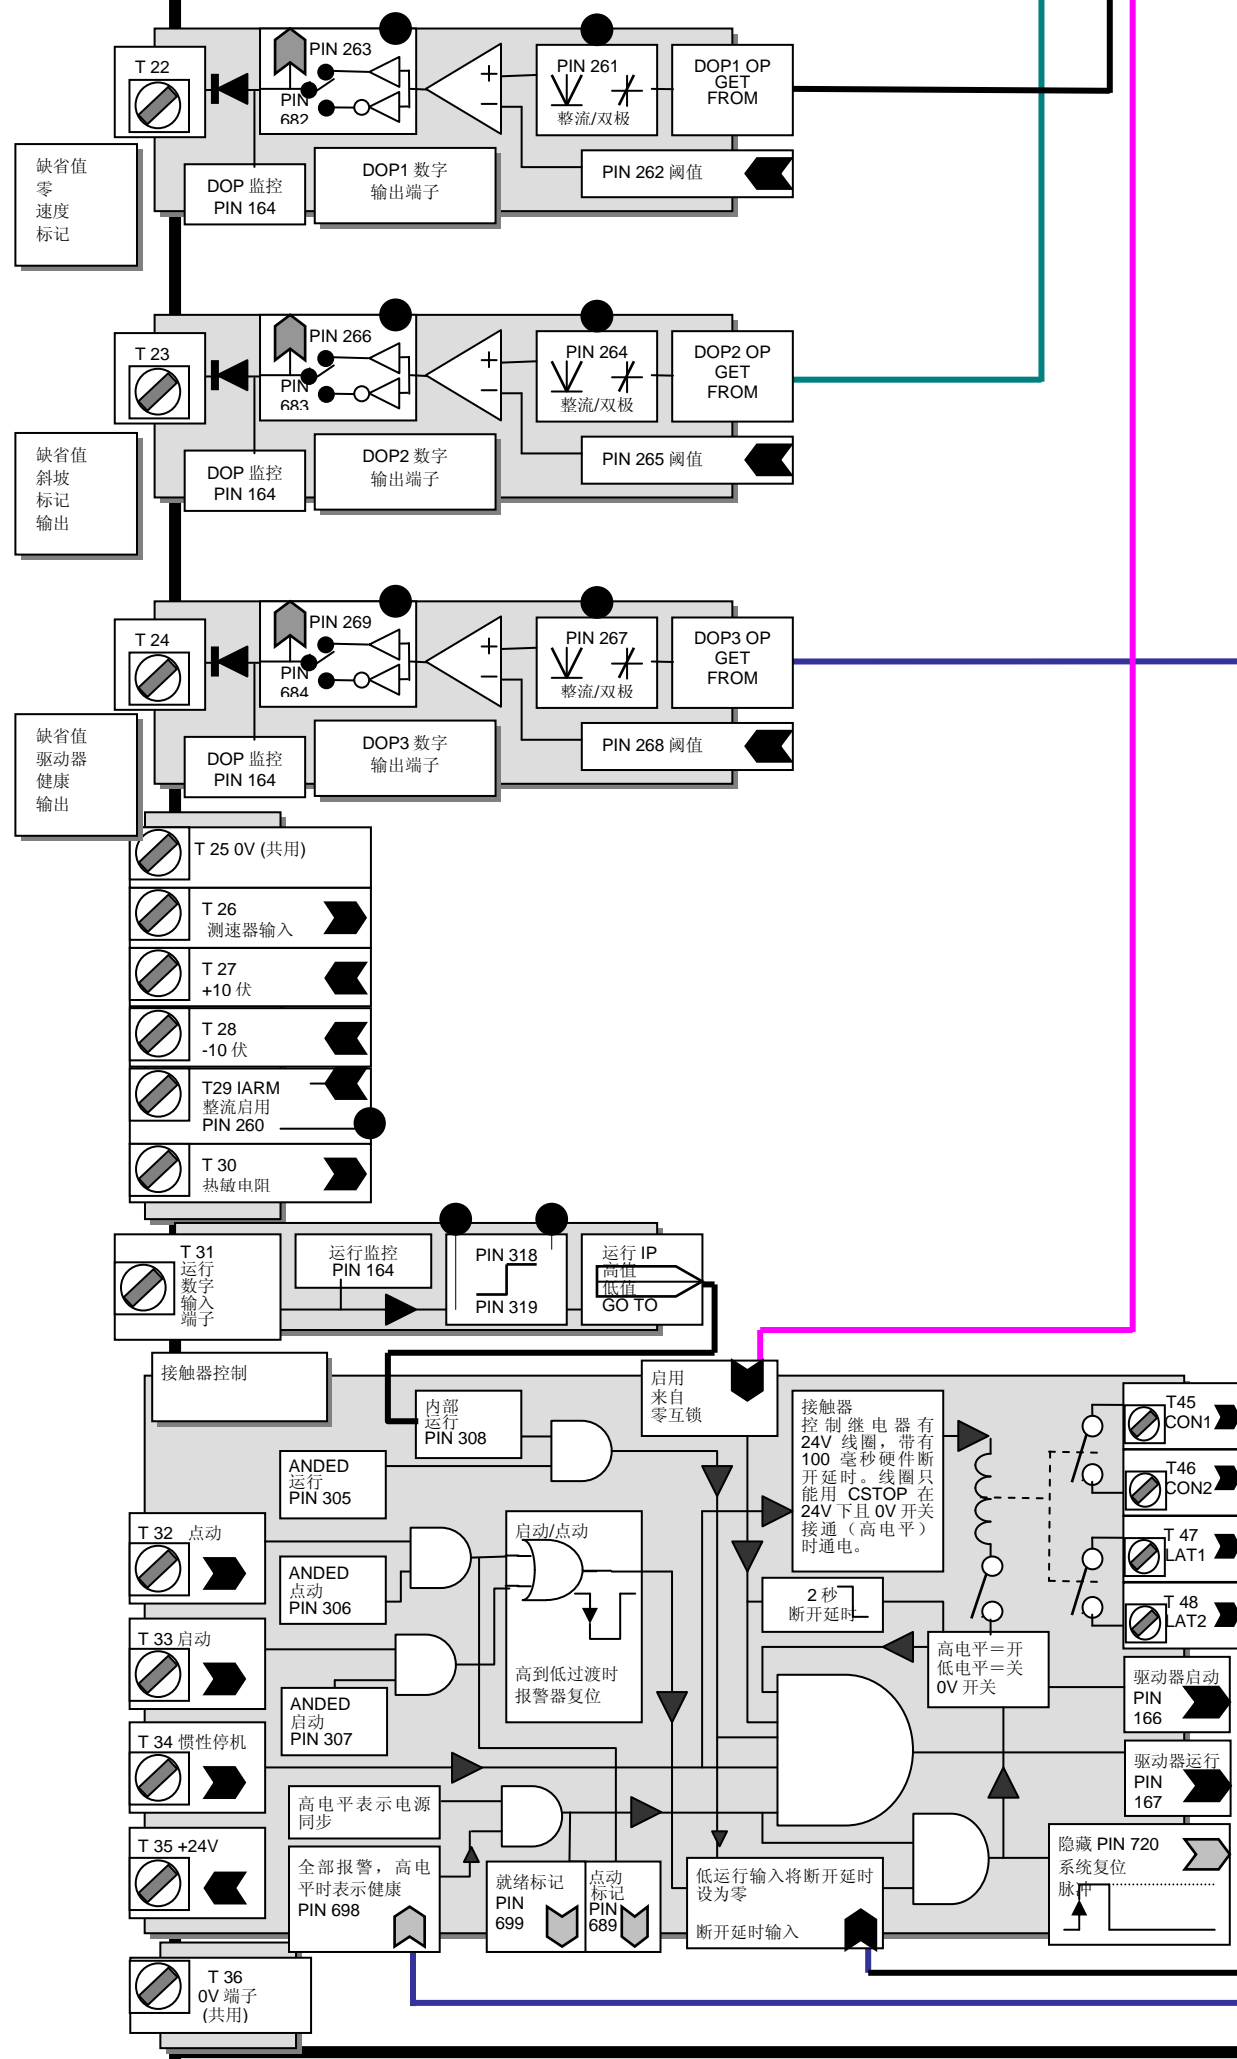 T 22
PIN 263
PIN
682
PIN 261
整流/双极
DOP1 OP
GET
FROM
缺省值
零
速度
标记
DOP 监控
PIN 164
DOP1 数字
输出端子
PIN 262 阈值
T 23
PIN 266
PIN
683
PIN 264
整流/双极
DOP2 OP
GET
FROM
缺省值
斜坡
标记
输出
DOP 监控
PIN 164
DOP2 数字
输出端子
PIN 265 阈值
T 24
PIN 269
PIN
684
PIN 267
整流/双极
DOP3 OP
GET
FROM
缺省值
驱动器
健康
输出
DOP 监控
PIN 164
DOP3 数字
输出端子
PIN 268 阈值
T 25 0V (共用)
T 26
测速器输入
T 27
+10 伏
T 28
-10 伏
T29 IARM
整流启用
PIN 260
T 30
热敏电阻
T 31
运行
数字
输入
端子
运行监控
PIN 164
PIN 318
PIN 319
运行 IP
高值
低值
GO TO
接触器控制
内部
运行
PIN 308
启用
来自
零互锁
接触器
控制继电器有
24V 线圈，带有
100 毫秒硬件断
开延时。线圈只
能用 CSTOP 在
24V 下且 0V 开关
接通（高电平）
时通电。
T45
CON1
T46
CON2
T 47
LAT1
T 48
LAT2
ANDED
运行
PIN 305
T 32 点动
ANDED
点动
PIN 306
启动/点动
高到低过渡时
报警器复位
2 秒
断开延时
T 33 启动
ANDED
启动
PIN 307
高电平＝开
低电平＝关
0V 开关
驱动器启动
PIN
166
T 34 惯性停机
驱动器运行
PIN
167
高电平表示电源
同步
T 35 +24V
全部报警，高电
平时表示健康
PIN 698
就绪标记
PIN
699
点动
标记
PIN
689
低运行输入将断开延时
设为零
断开延时输入
隐藏 PIN 720
系统复位
脉冲
T 36
0V 端子
(共用)